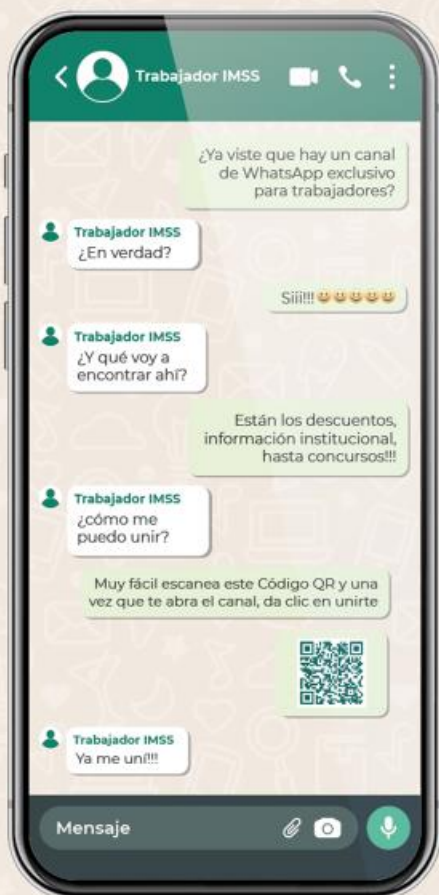 Trabajador IMSS
¿Ya viste que hay un canal
de WhatsApp exclusivo
para trabajadores?
Trabajador IMSS
¿En verdad?
Siii!!!😃😃😃😃😃
Trabajador IMSS
¿Y qué voy a
encontrar ahí?
Están los descuentos,
información institucional,
hasta concursos!!!
Trabajador IMSS
¿cómo me
puedo unir?
Muy fácil escanea este Código QR y una
vez que te abra el canal, da clic en unirte
Trabajador IMSS
Ya me uní!!!
Mensaje